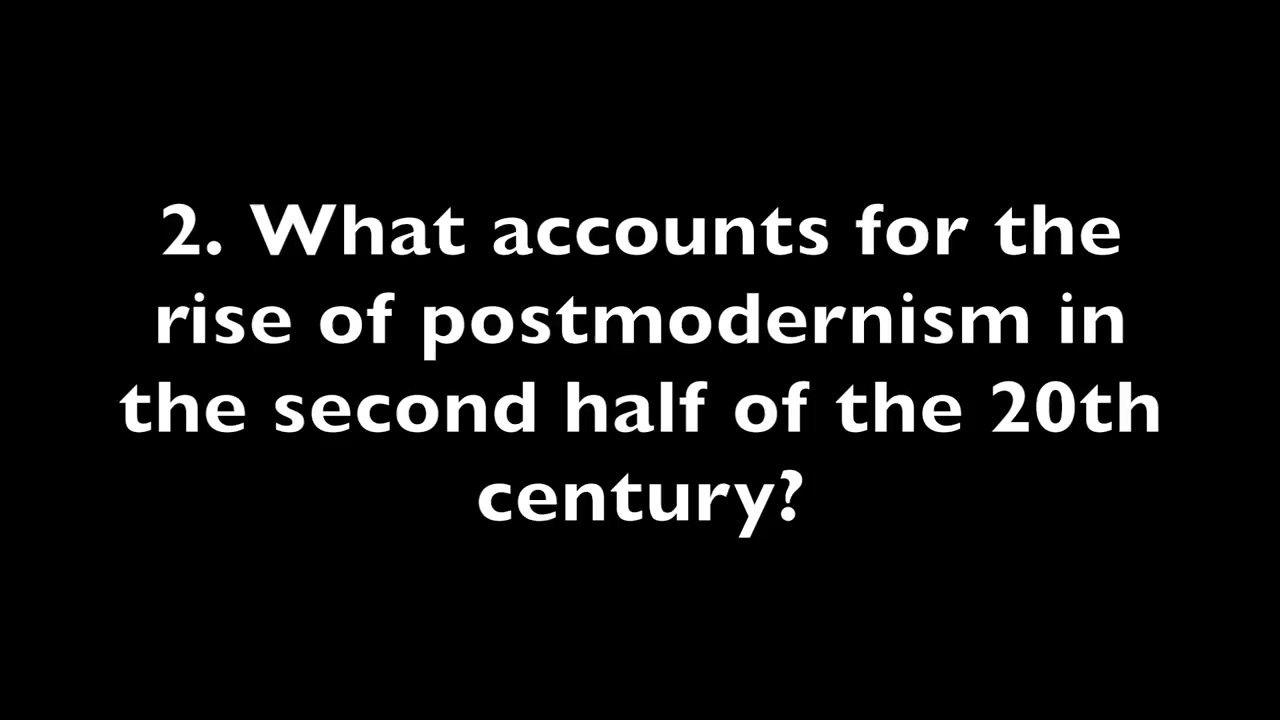 2. What accounts for the
rise of postmodernism in
the second half of the 20th
century?